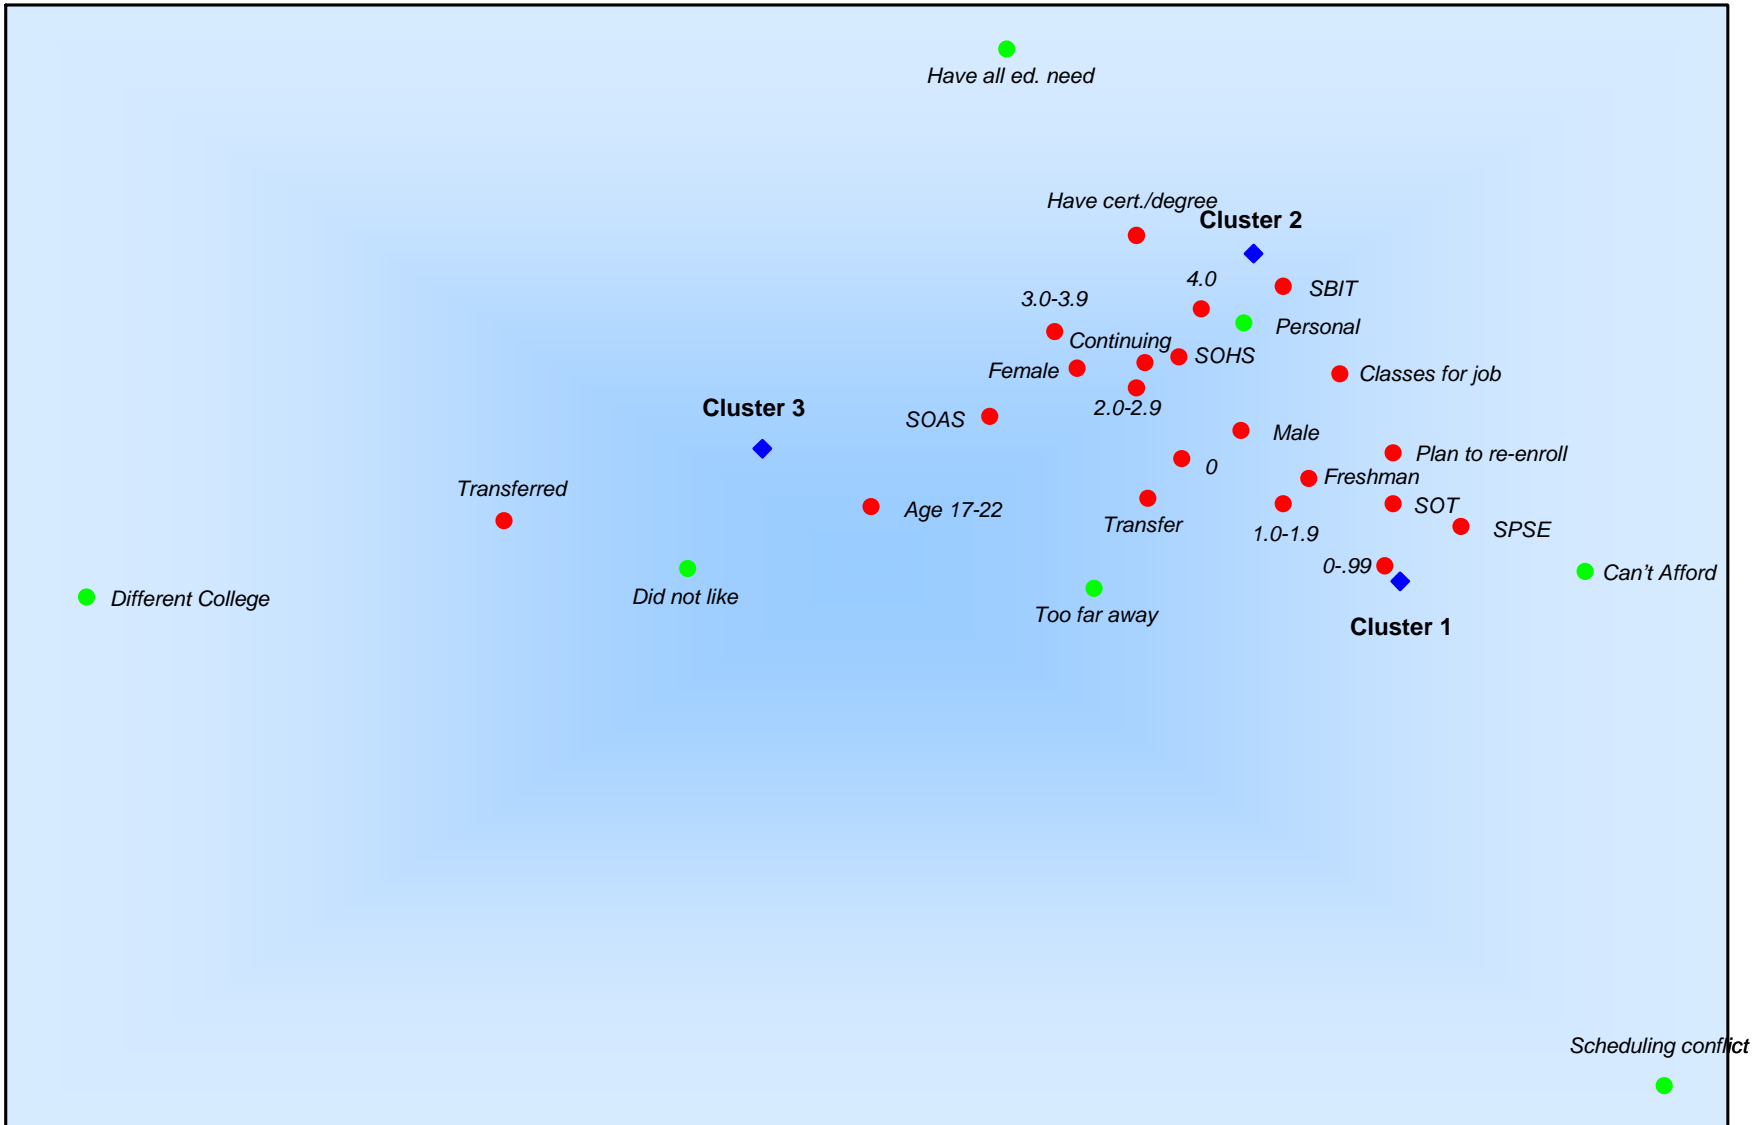 Have all ed. need
Have cert./degree
Cluster 2
4.0
SBIT
3.0-3.9
Personal
Continuing
SOHS
Female
Classes for job
2.0-2.9
Cluster 3
SOAS
Male
Plan to re-enroll
0
Freshman
Transferred
Age 17-22
SOT
Transfer
1.0-1.9
SPSE
0-.99
Can't Afford
Different College
Did not like
Too far away
Cluster 1
Scheduling conflict